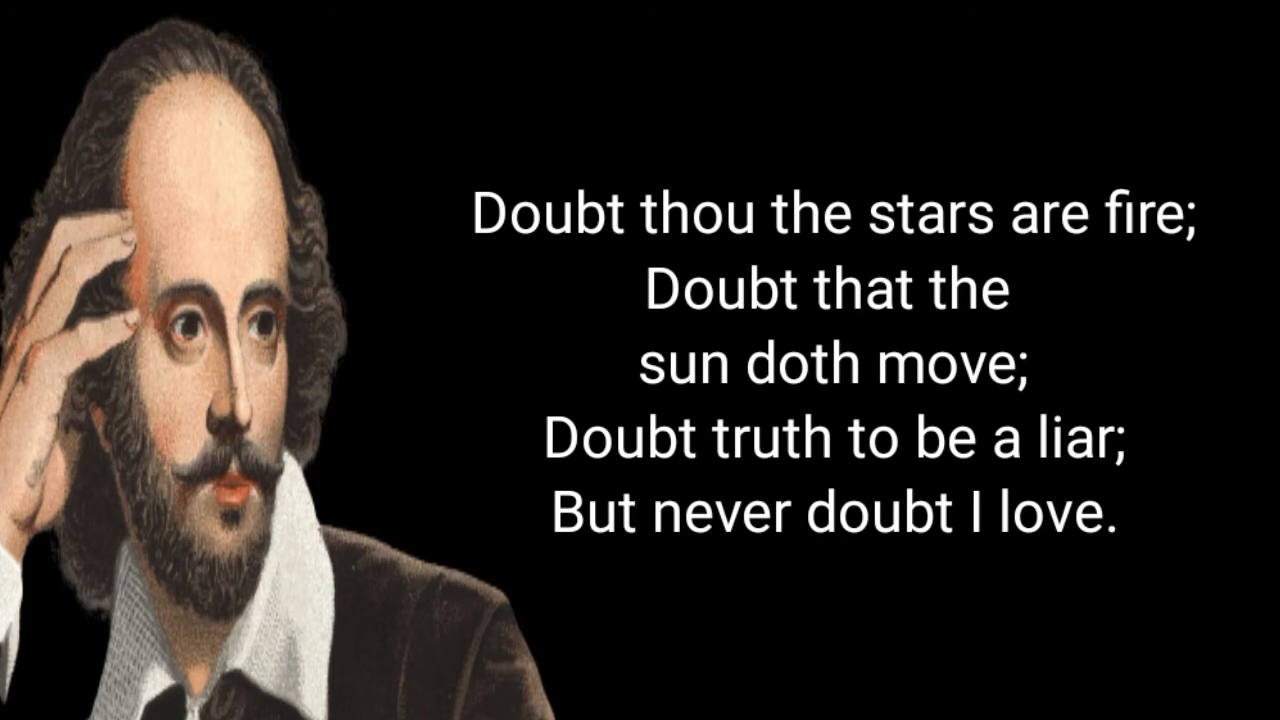 Doubt thou the stars are fire;
Doubt that the
sun doth move;
Doubt truth to be a liar;
But never doubt I love.